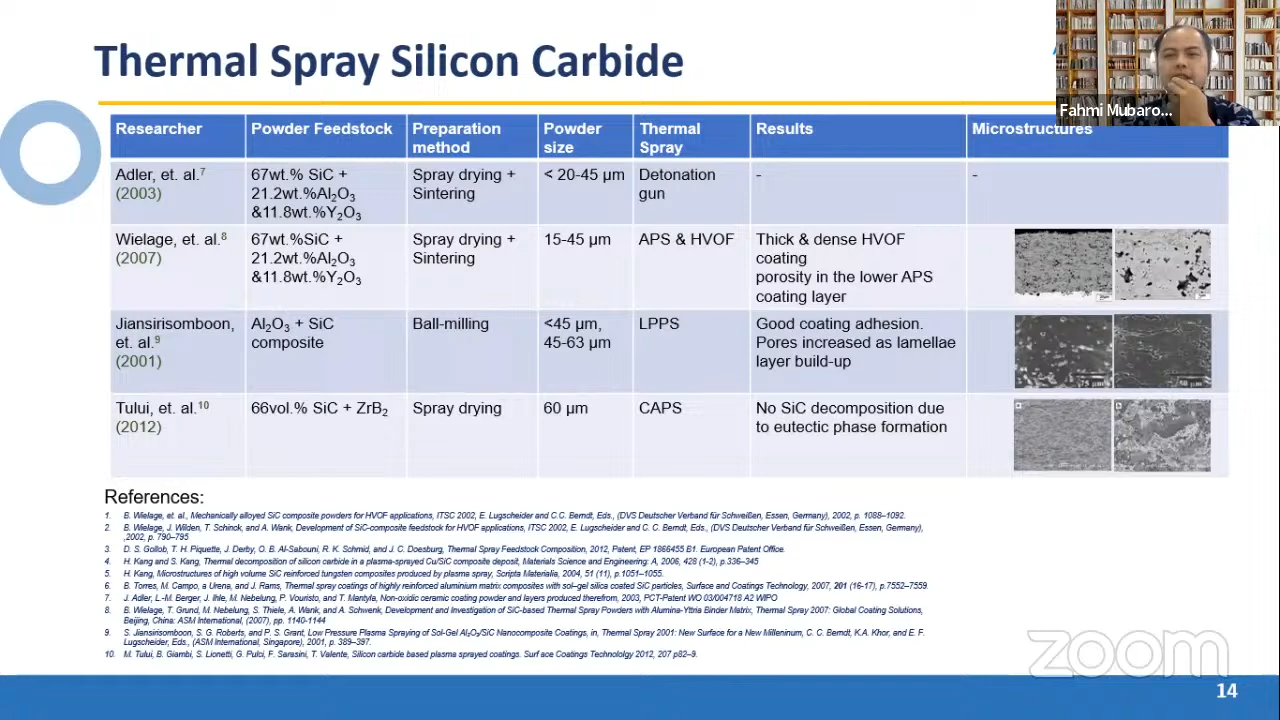 Thermal Spray Silicon Carbide
Fahmi Mubaro...
Researcher
Powder Feedstock
Preparation method
Powder size
Thermal Spray
Results
Microstructures
Adler, et. al.7 (2003)
67wt.% SiC + 21.2wt.%Al2O3 &11.8wt.%Y2O3
Spray drying + Sintering
< 20-45 µm
Detonation gun
-
-
Wielage, et. al.8 (2007)
67wt.%SiC + 21.2wt.%Al2O3 &11.8wt.%Y2O3
Spray drying + Sintering
15-45 µm
APS & HVOF
Thick & dense HVOF coating
porosity in the lower APS coating layer
Jiansirisomboon, et. al.9 (2001)
Al2O3 + SiC composite
Ball-milling
<45 µm, 45-63 µm
LPPS
Good coating adhesion. Pores increased as lamellae layer build-up
Tului, et. al.10 (2012)
66vol.% SiC + ZrB2
Spray drying
60 µm
CAPS
No SiC decomposition due to eutectic phase formation
References:
1. B. Wielage, et. al., Mechanically alloyed SiC composite powders for HVOF applications, ITSC 2002, E. Lugscheider and C.C. Berndt, Eds., (DVS Deutscher Verband für Schweißen, Essen, Germany), 2002, p. 1088–1092.
2. B. Wielage, J. Wilden, T. Schinck, and A. Wank, Development of SiC-composite feedstock for HVOF applications, ITSC 2002, E. Lugscheider and C. C. Berndt, Eds., (DVS Deutscher Verband für Schweißen, Essen, Germany),
,2002, p. 790–795
3. D. S. Gollob, T. H. Piquette, J. Derby, O. B. Al-Sabouni, R. K. Schmid, and J. C. Doesburg, Thermal Spray Feedstock Composition, 2012, Patent, EP 1866455 B1. European Patent Office.
4. H. Kang and S. Kang, Thermal decomposition of silicon carbide in a plasma-sprayed Cu/SiC composite deposit, Materials Science and Engineering: A, 2006, 428 (1-2), p.336–345
5. H. Kang, Microstructures of high volume SiC reinforced tungsten composites produced by plasma spray, Scripta Materialia, 2004, 51 (11), p.1051–1055.
6. B. Torres, M. Campo, a Urena, and J. Rams, Thermal spray coatings of highly reinforced aluminium matrix composites with sol–gel silica coated SiC particles, Surface and Coatings Technology, 2007, 201 (16-17), p.7552–7559.
7. J. Adler, L.-M. Berger, J. Ihle, M. Nebelung, P. Vouristo, and T. Mantyla, Non-oxidic ceramic coating powder and layers produced therefrom, 2003, PCT-Patent WO 03/004718 A2 WIPO
8. B. Wielage, T. Grund, M. Nebelung, S. Thiele, A. Wank, and A. Schwenk, Development and Investigation of SiC-based Thermal Spray Powders with Alumina-Yttria Binder Matrix, Thermal Spray 2007: Global Coating Solutions,
Beijing, China: ASM International, (2007), pp. 1140-1144
9. S. Jiansirisomboon, S. G. Roberts, and P. S. Grant, Low Pressure Plasma Spraying of Sol-Gel Al2O3/SiC Nanocomposite Coatings, in, Thermal Spray 2001: New Surface for a New Milleninum, C. C. Berndt, K.A. Khor, and E. F.
Lugscheider, Eds., (ASM International, Singapore), 2001, p. 389–397.
10. M. Tului, B. Giambi, S. Lionetti, G. Pulci, F. Sarasini, T. Valente, Silicon carbide based plasma sprayed coatings. Surf ace Coatings Technololgy 2012, 207 p82–9.
zoom
14